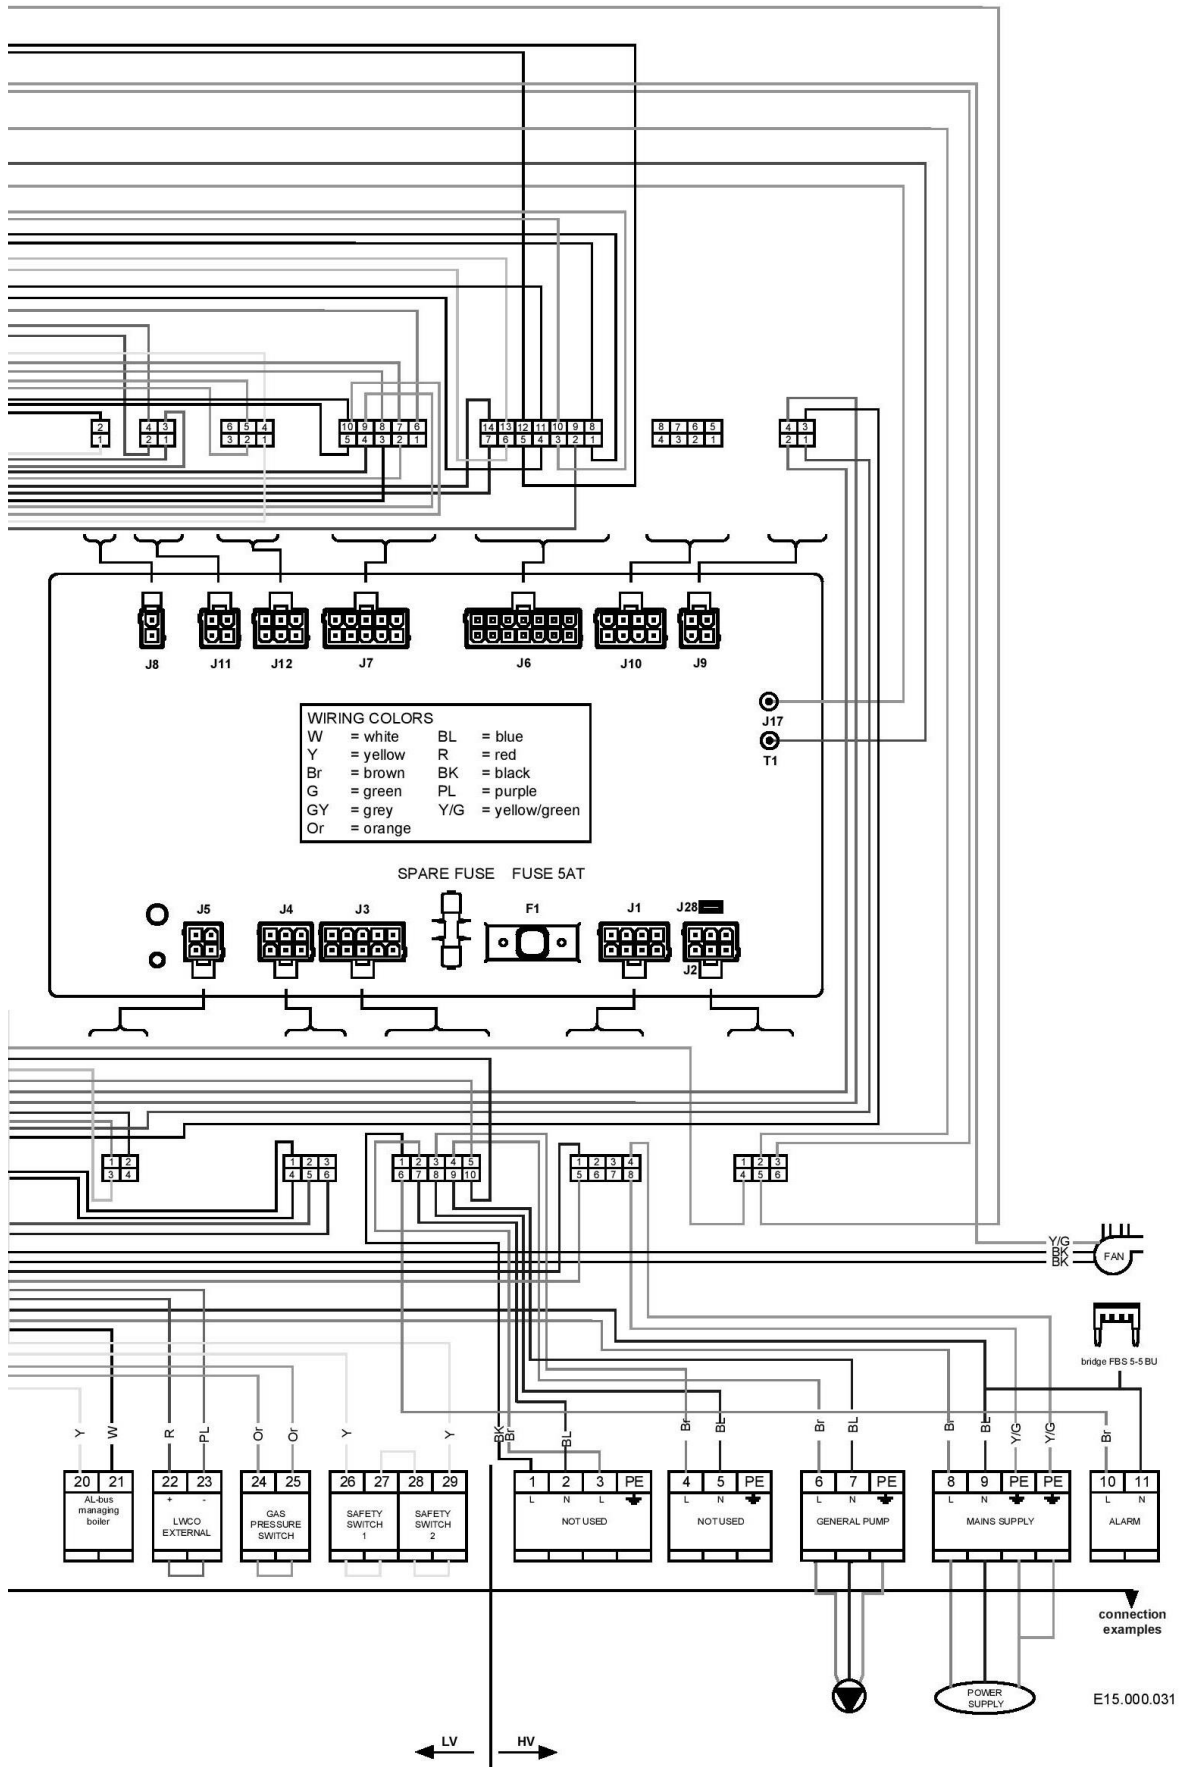 2 4 3 6 5 4 10 9 8 7 6 14 13 12 11 10 9 8 8 7 6 5 4 3
1 2 1 3 2 1 5 4 3 2 1 7 6 5 4 3 2 1 4 3 2 1 2 1
J8 J11 J12 J7 J6 J10 J9
J17
T1
WIRING COLORS
W = white BL = blue
Y = yellow R = red
Br = brown BK = black
G = green PL = purple
GY = grey Y/G = yellow/green
Or = orange
SPARE FUSE FUSE 5AT
J5 J4 J3 F1 J1 J28
J2
1 2 1 2 3 1 2 3 4 5 1 2 3 4 1 2 3
3 4 4 5 6 6 7 8 9 10 5 6 7 8 4 5 6
Y/G
BK
BK
FAN
bridge FBS 5-5 BU
Y W R PL Or Or Y Y BK Br BL Br BL Br BL Br BL Y/G Y/G Br
20 21 22 23 24 25 26 27 28 29 1 2 3 PE 4 5 PE 6 7 PE 8 9 PE PE 10 11
+ - L N L L N L N L N L N
AL-bus
managing
boiler
LWCO
EXTERNAL
GAS
PRESSURE
SWITCH
SAFETY
SWITCH
1
SAFETY
SWITCH
2
NOT USED
NOT USED
GENERAL PUMP
MAINS SUPPLY
ALARM
connection
examples
POWER
SUPPLY
E15.000.031
LV HV